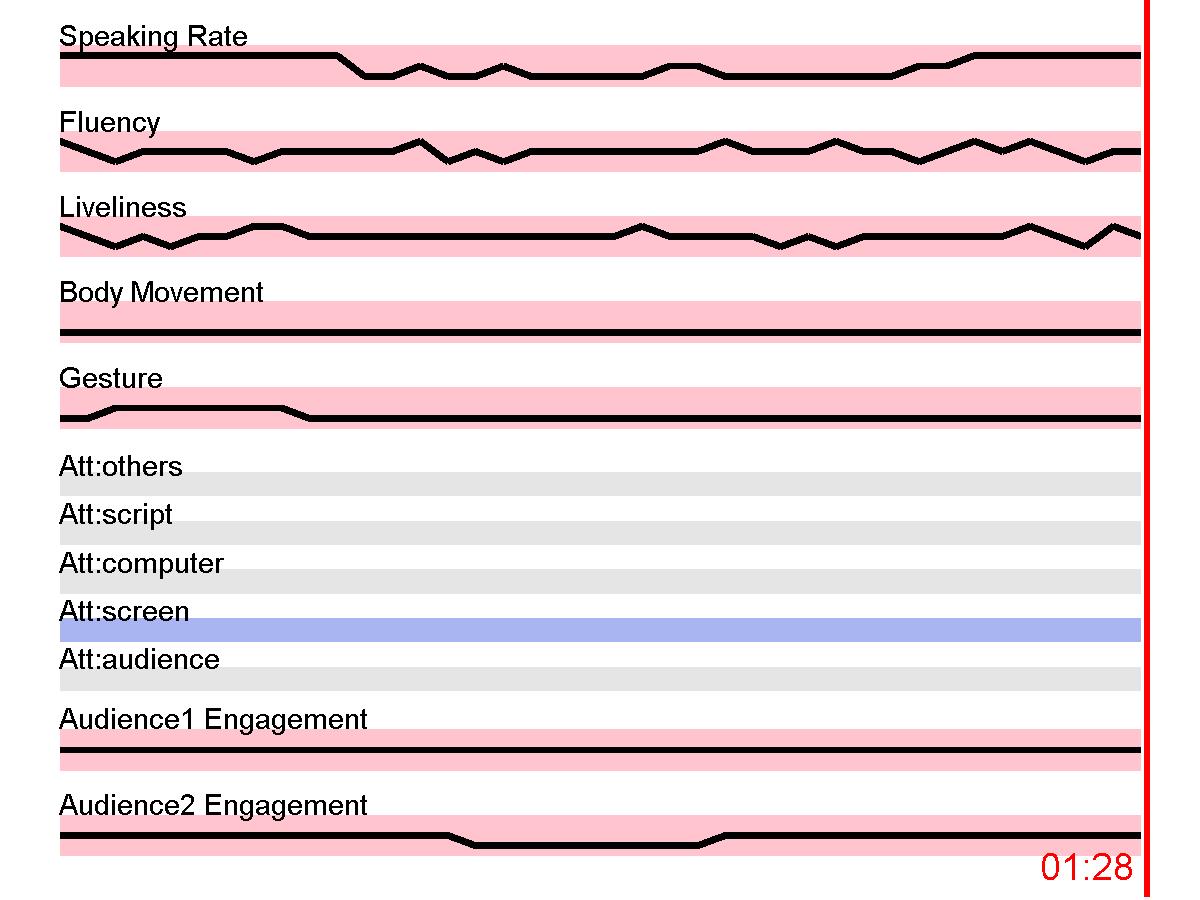 Speaking Rate
Fluency
Liveliness
Body Movement
Gesture
Att:others
Att:script
Att:computer
Att:screen
Att:audience
Audience1 Engagement
Audience2 Engagement
01:28